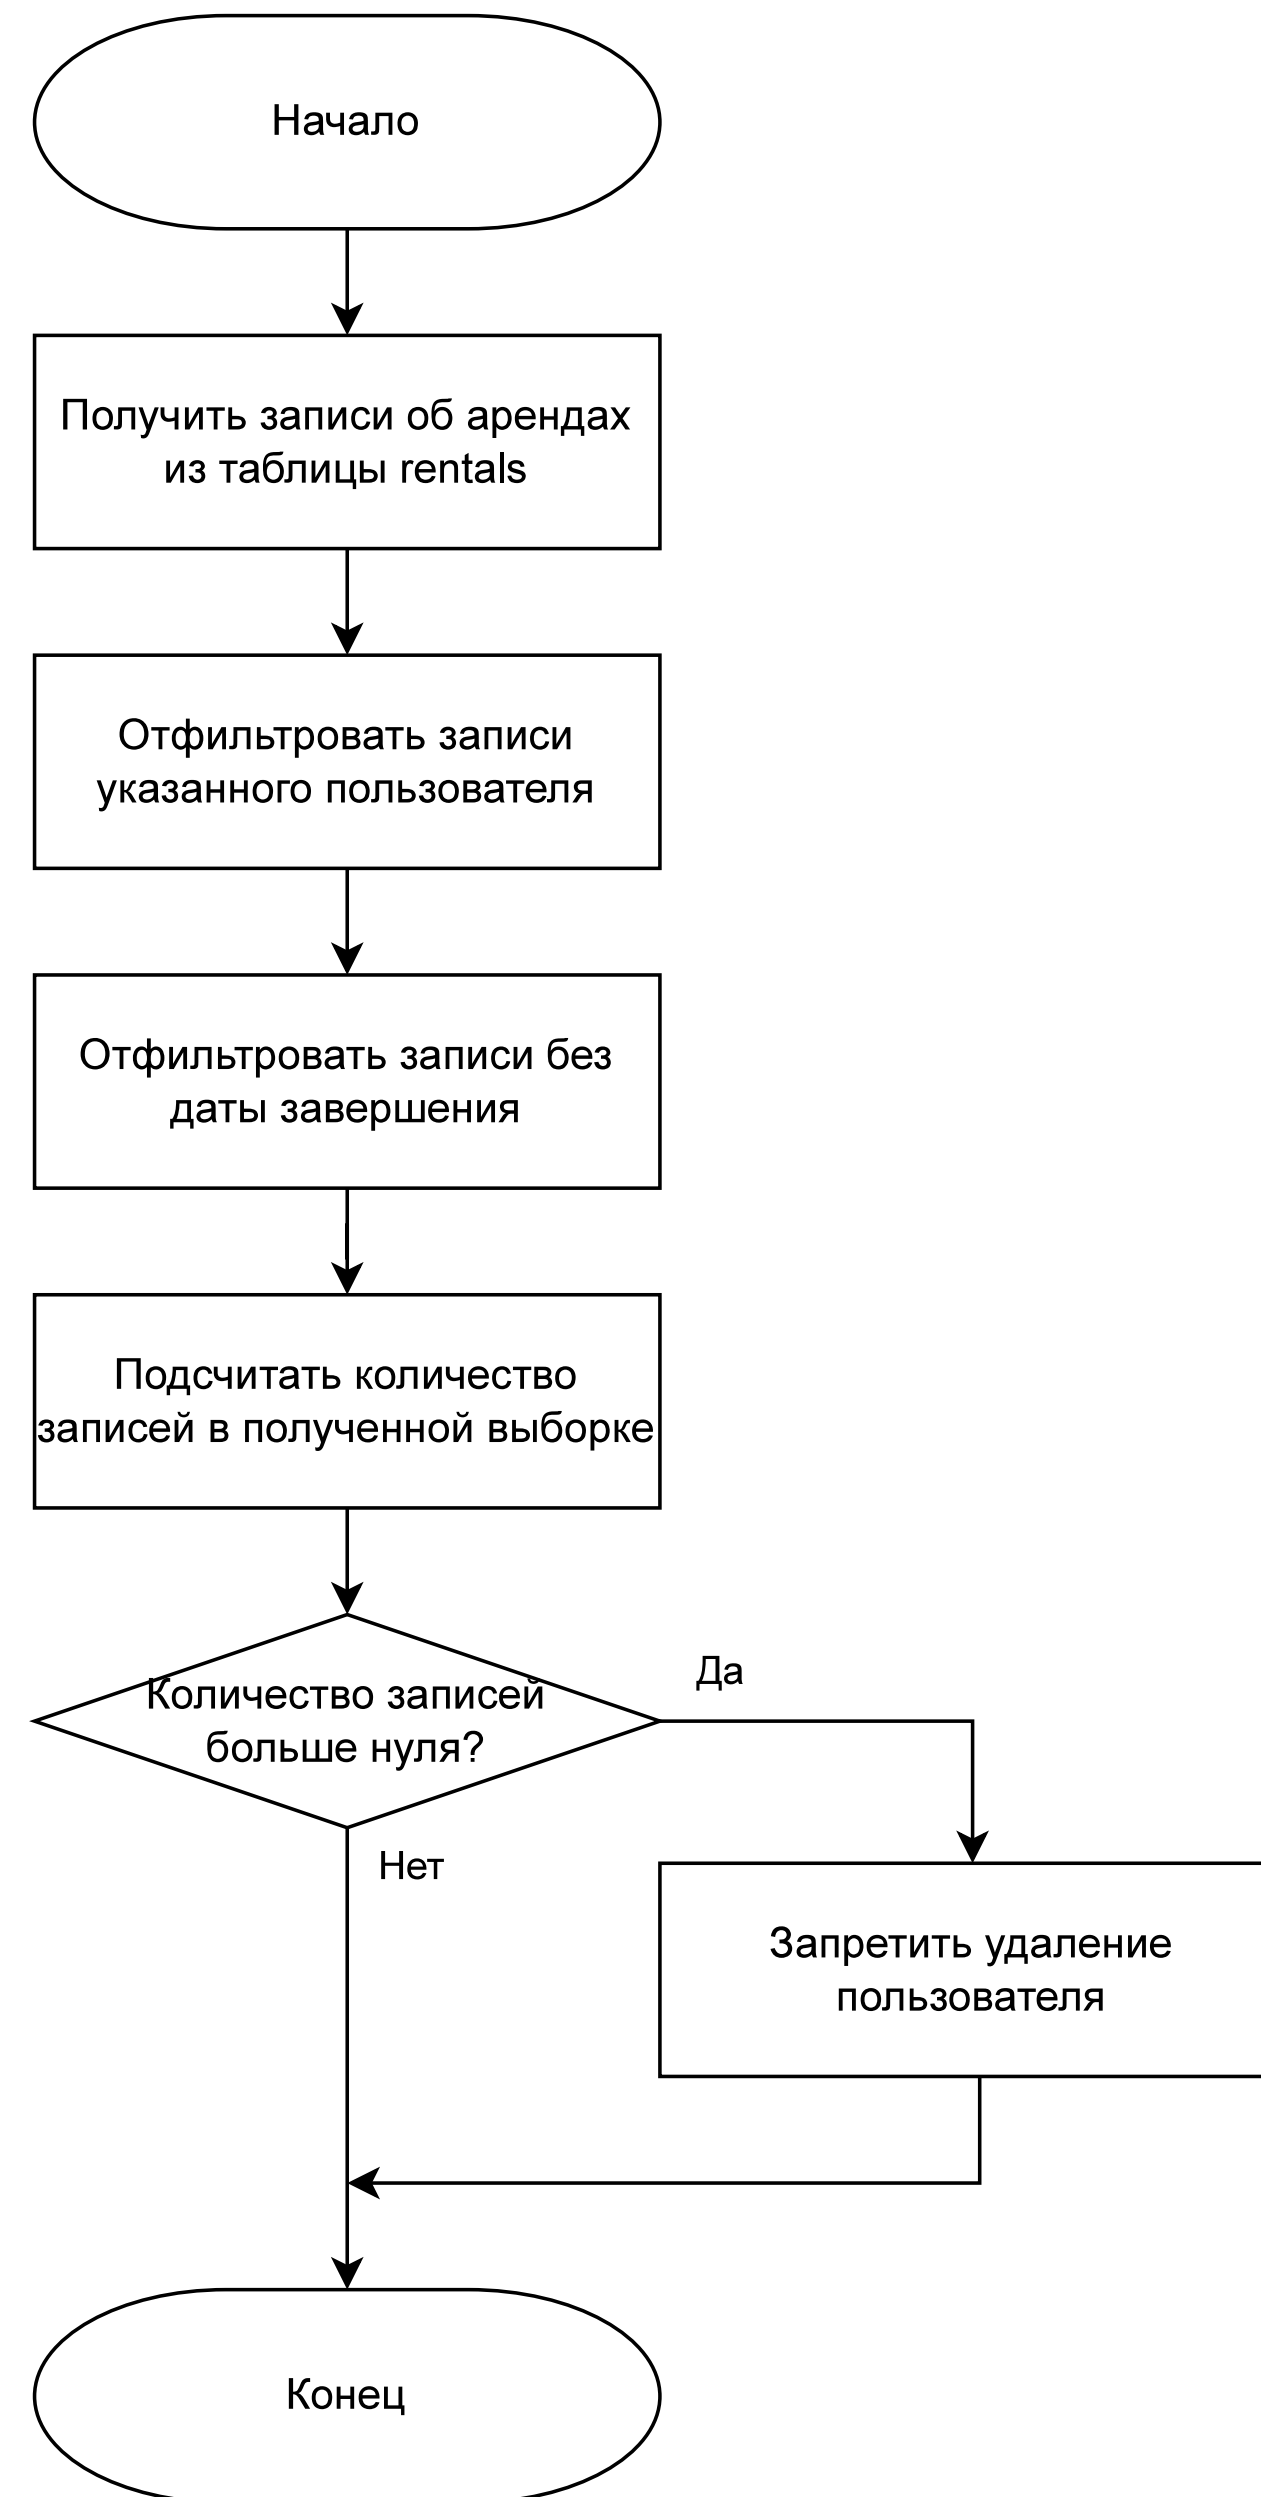 Начало
Получить записи об арендах
из таблицы rentals
Отфильтровать записи
указанного пользователя
Отфильтровать записи без
даты завершения
Подсчитать количество
записей в полученной выборке
Количество записей
больше нуля?
Да
Нет
Запретить удаление
пользователя
Конец